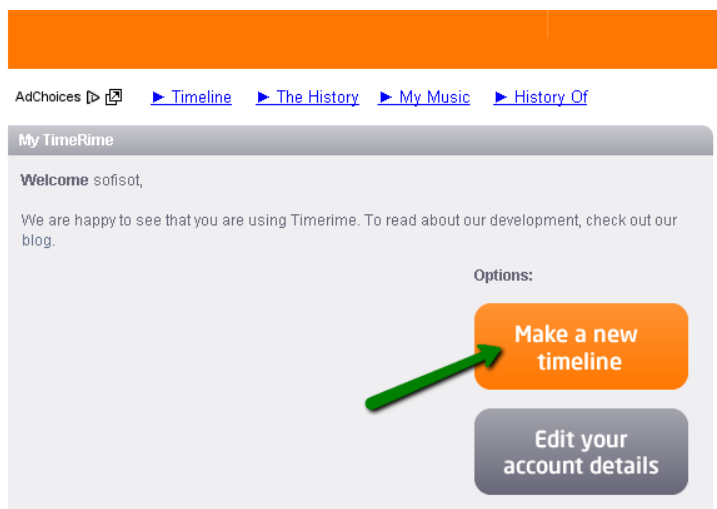 AdChoices ► Timeline ► The History ► My Music ► History Of
My TimeRime
Welcome sofisot,
We are happy to see that you are using Timerime. To read about our development, check out our
blog.
Options:
Make a new
timeline
Edit your
account details